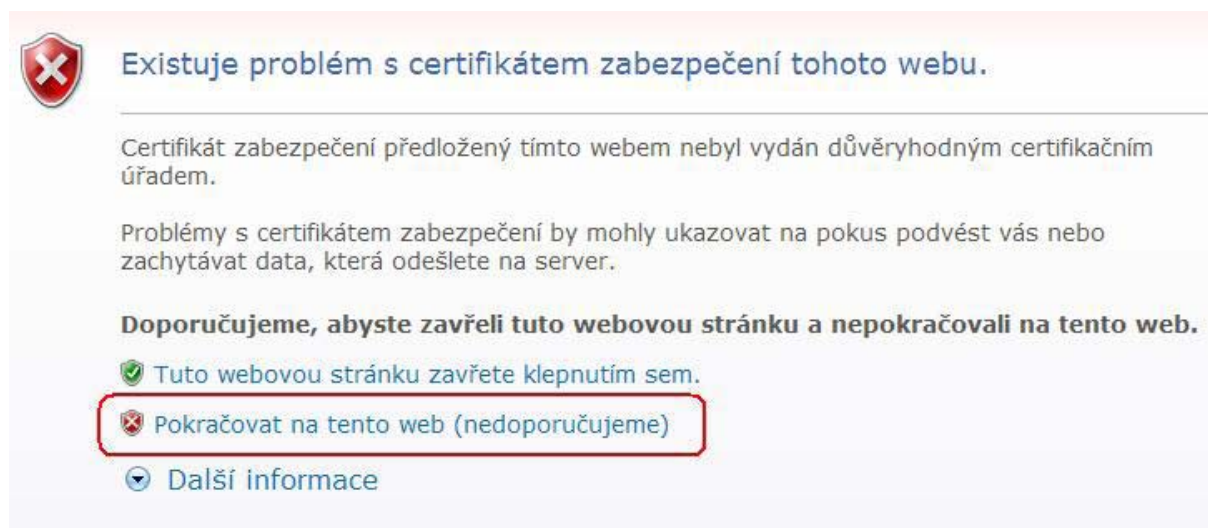 Existuje problém s certifikátem zabezpečení tohoto webu.
Certifikát zabezpečení předložený tímto webem nebyl vydán důvěryhodným certifikačním
úřadem.
Problémy s certifikátem zabezpečení by mohly ukazovat na pokus podvést vás nebo
zachytávat data, která odešlete na server.
Doporučujeme, abyste zavřeli tuto webovou stránku a nepokračovali na tento web.
Tuto webovou stránku zavřete klepnutím sem.
Pokračovat na tento web (nedoporučujeme)
Další informace